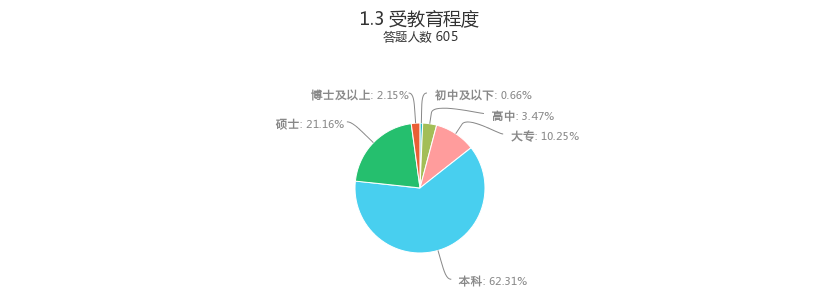 1.3 受教育程度
答题人数 605
博士及以上: 2.15%
初中及以下: 0.66%
高中: 3.47%
硕士: 21.16%
大专: 10.25%
本科: 62.31%